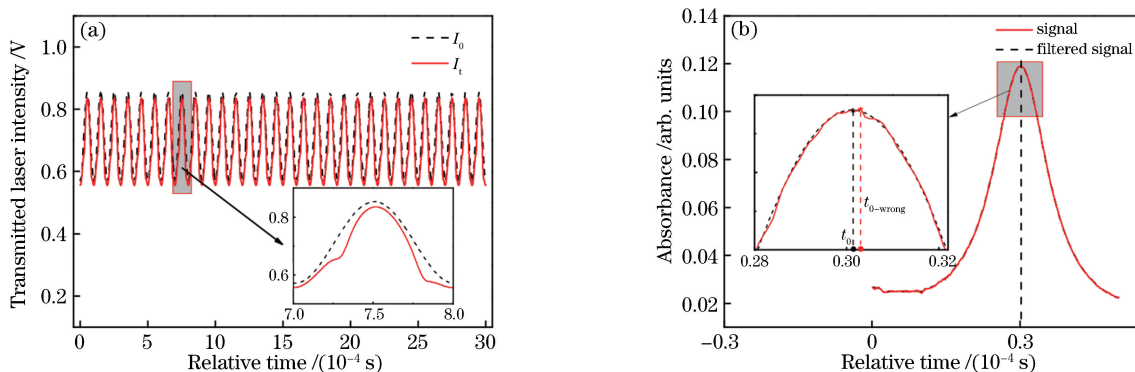 (a)
I₀
Iₜ
1.0
0.8
0.6
0.4
0.2
Transmitted laser intensity /V
0.8
0.6
7.0
7.5
8.0
0
5
10
15
20
25
30
Relative time /(10⁻⁴ s)
(b)
signal
filtered signal
0.14
0.12
0.10
0.08
0.06
0.04
0.02
Absorbance /arb. units
t₀
t₀₋wrong
0.28
0.30
0.32
−0.3
0
0.3
Relative time /(10⁻⁴ s)